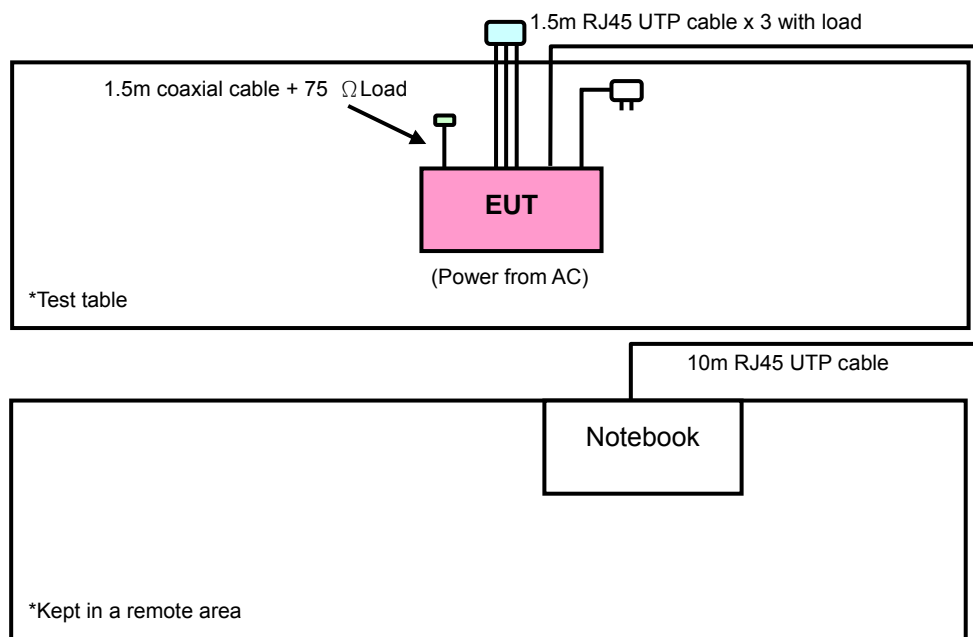 1.5m RJ45 UTP cable x 3 with load
1.5m coaxial cable + 75 ΩLoad
EUT
(Power from AC)
*Test table
10m RJ45 UTP cable
Notebook
*Kept in a remote area